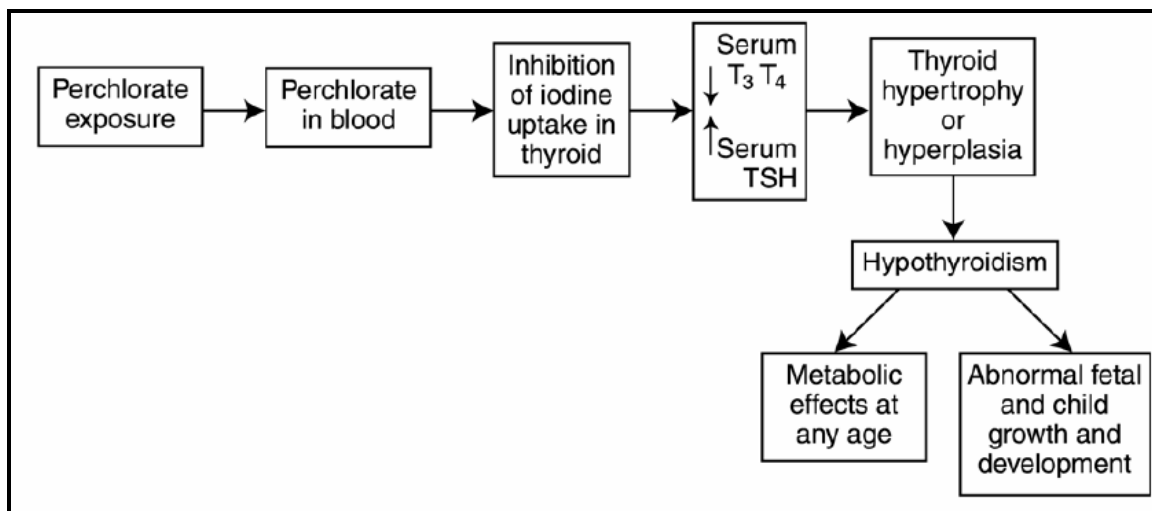 Perchlorate
exposure
Perchlorate
in blood
Inhibition
of iodine
uptake in
thyroid
Serum
↓ T₃ T₄
↑ Serum
TSH
Thyroid
hypertrophy
or
hyperplasia
Hypothyroidism
Metabolic
effects at
any age
Abnormal fetal
and child
growth and
development